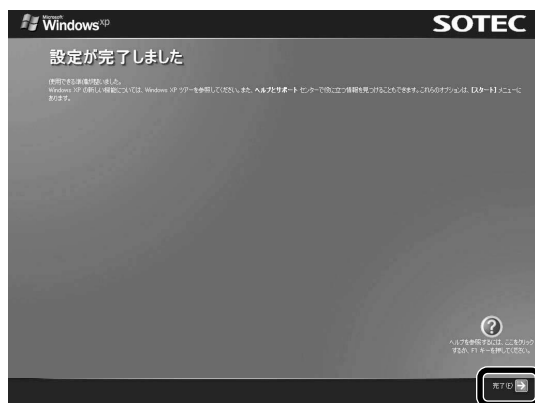 Microsoft
Windows xp
SOTEC
設定が完了しました
使用できる準備が整いました。
Windows XP の新しい機能については、Windows XP ツアーを参照してください。また、ヘルプとサポート センターで役に立つ情報を見つけることもできます。これらのオプションは、[スタート] メニューに
あります。
ヘルプを参照するには、ここをクリック
するか、F1 キーを押してください。
完了(F)